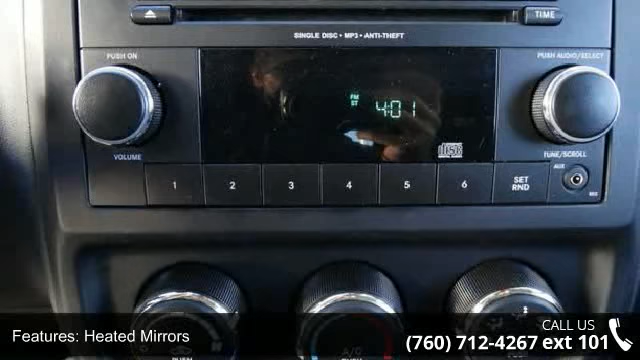 TIME
SINGLE DISC • MP3 • ANTI-THEFT
PUSH ON
PUSH AUDIO/SELECT
FM
ST
4:01
VOLUME
TUNE/SCROLL
1 2 3 4 5 6 SET RND
AUX
A/C
Features: Heated Mirrors
CALL US
(760) 712-4267 ext 101